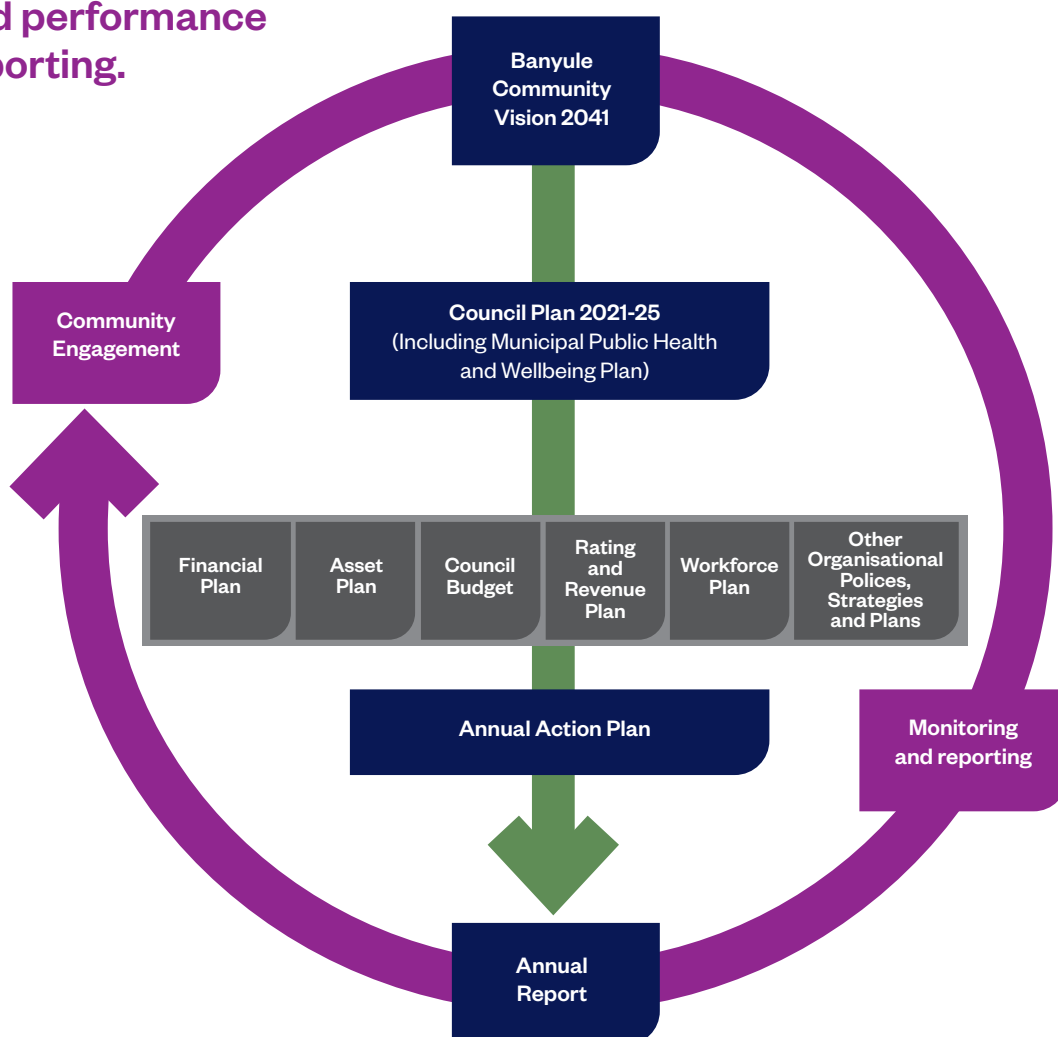 d performance
porting.
Banyule
Community
Vision 2041
Community
Engagement
Council Plan 2021-25
(Including Municipal Public Health
and Wellbeing Plan)
Financial
Plan
Asset
Plan
Council
Budget
Rating
and
Revenue
Plan
Workforce
Plan
Other
Organisational
Polices,
Strategies
and Plans
Annual Action Plan
Monitoring
and reporting
Annual
Report